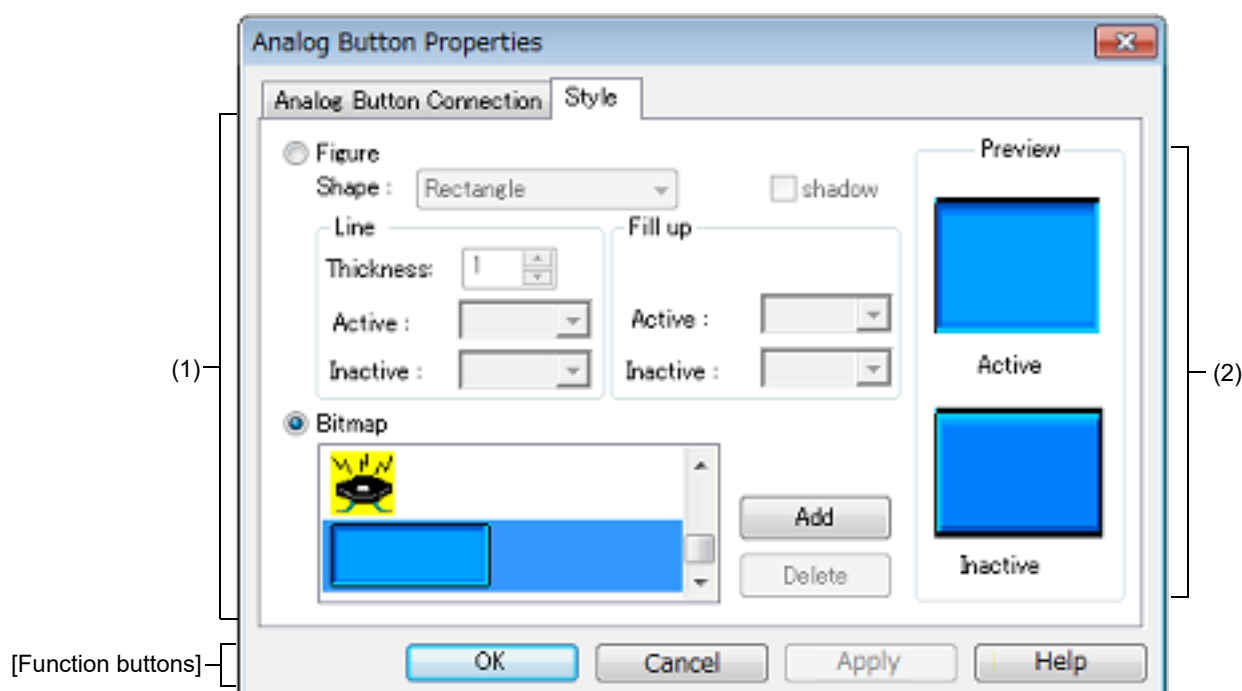 Analog Button Properties
Analog Button Connection Style
Figure
Shape : Rectangle shadow
Line
Thickness: 1
Active :
Inactive :
Fill up
Active :
Inactive :
Bitmap
Add
Delete
Preview
Active
Inactive
(1)
(2)
[Function buttons]
OK Cancel Apply Help